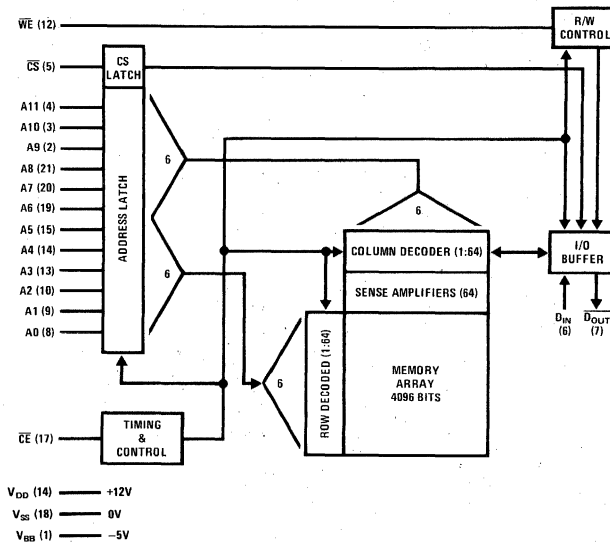 WE (12)
R/W CONTROL
CS (5)
CS LATCH
A11 (4)
A10 (3)
A9 (2)
A8 (21)
A7 (20)
A6 (19)
A5 (15)
A4 (14)
A3 (13)
A2 (10)
A1 (9)
A0 (8)
ADDRESS LATCH
6
6
6
COLUMN DECODER (1:64)
I/O BUFFER
SENSE AMPLIFIERS (64)
DIN (6)
DOUT (7)
6
ROW DECODED (1:64)
MEMORY ARRAY 4096 BITS
CE (17)
TIMING & CONTROL
VDD (14) +12V
VSS (18) 0V
VBB (1) −5V